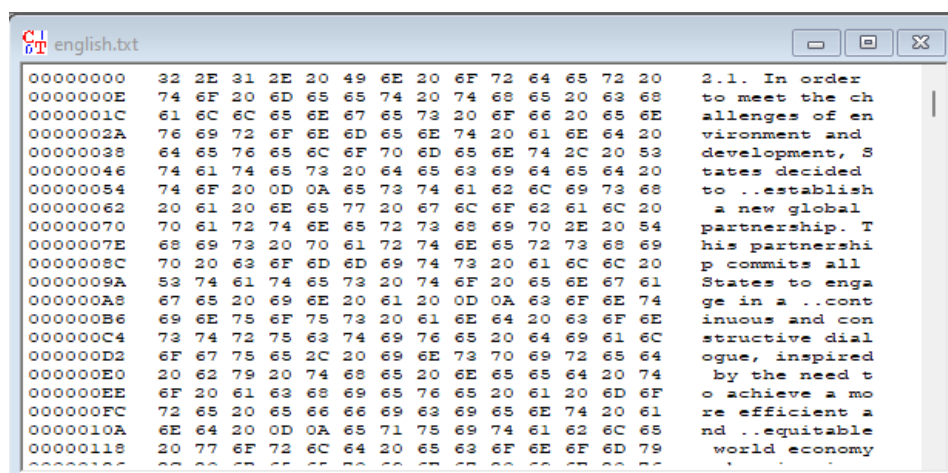 english.txt
00000000 32 2E 31 2E 20 49 6E 20 6F 72 64 65 72 20 2.1. In order
0000000E 74 6F 20 6D 65 65 74 20 74 68 65 20 63 68 to meet the ch
0000001C 61 6C 6C 65 6E 67 65 73 20 6F 66 20 65 6E allenges of en
0000002A 76 69 72 6F 6E 6D 65 6E 74 20 61 6E 64 20 vironment and
00000038 64 65 76 65 6C 6F 70 6D 65 6E 74 2C 20 53 development, S
00000046 74 61 74 65 73 20 64 65 63 69 64 65 64 20 tates decided
00000054 74 6F 20 0D 0A 65 73 74 61 62 6C 69 73 68 to ..establish
00000062 20 61 20 6E 65 77 20 67 6C 6F 62 61 6C 20 a new global
00000070 70 61 72 74 6E 65 72 73 68 69 70 2E 20 54 partnership. T
0000007E 68 69 73 20 70 61 72 74 6E 65 72 73 68 69 his partnershi
0000008C 70 20 63 6F 6D 6D 69 74 73 20 61 6C 6C 20 p commits all
0000009A 53 74 61 74 65 73 20 74 6F 20 65 6E 67 61 States to enga
000000A8 67 65 20 69 6E 20 61 20 0D 0A 63 6F 6E 74 ge in a ..cont
000000B6 69 6E 75 6F 75 73 20 61 6E 64 20 63 6F 6E inuous and con
000000C4 73 74 72 75 63 74 69 76 65 20 64 69 61 6C structive dial
000000D2 6F 67 75 65 2C 20 69 6E 73 70 69 72 65 64 ogue, inspired
000000E0 20 62 79 20 74 68 65 20 6E 65 65 64 20 74 by the need t
000000EE 6F 20 61 63 68 69 65 76 65 20 61 20 6D 6F o achieve a mo
000000FC 72 65 20 65 66 66 69 63 69 65 6E 74 20 61 re efficient a
0000010A 6E 64 20 0D 0A 65 71 75 69 74 61 62 6C 65 nd ..equitable
00000118 20 77 6F 72 6C 64 20 65 63 6F 6E 6F 6D 79 world economy